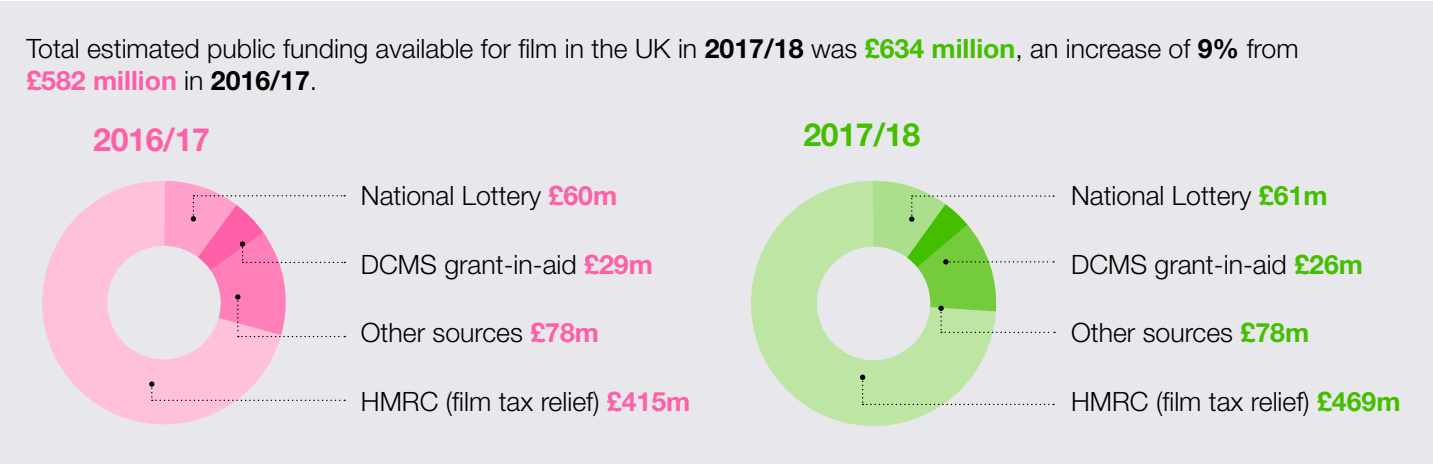 Total estimated public funding available for film in the UK in 2017/18 was £634 million, an increase of 9% from
£582 million in 2016/17.
2016/17
National Lottery £60m
DCMS grant-in-aid £29m
Other sources £78m
HMRC (film tax relief) £415m
2017/18
National Lottery £61m
DCMS grant-in-aid £26m
Other sources £78m
HMRC (film tax relief) £469m